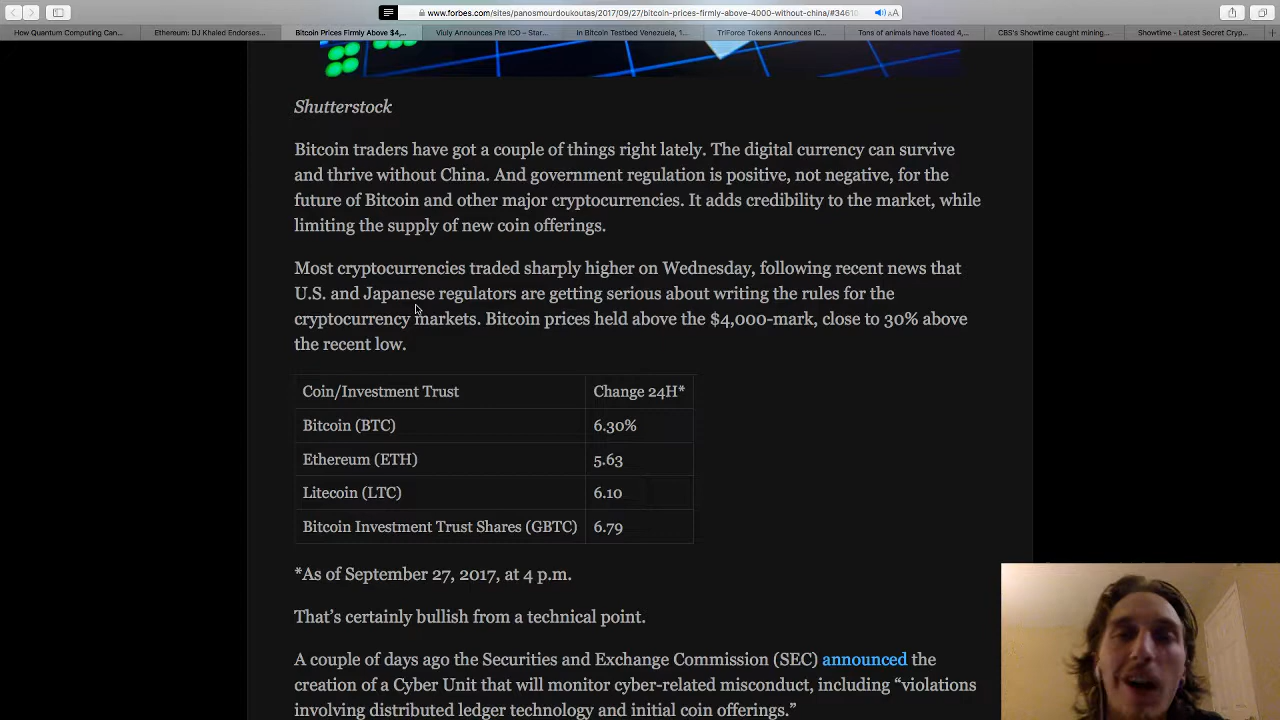 www.forbes.com/sites/panosmourdoukoutas/2017/09/27/bitcoin-prices-firmly-above-4000-without-china/#34610
How Quantum Computing Can...
Ethereum: DJ Khaled Endorses...
Bitcoin Prices Firmly Above $4,...
Viuly Announces Pre ICO – Star...
In Bitcoin Testbed Venezuela, 1...
TriForce Tokens Announces IC...
Tons of animals have floated 4,...
CBS's Showtime caught mining...
Showtime - Latest Secret Cryp...
Shutterstock
Bitcoin traders have got a couple of things right lately. The digital currency can survive
and thrive without China. And government regulation is positive, not negative, for the
future of Bitcoin and other major cryptocurrencies. It adds credibility to the market, while
limiting the supply of new coin offerings.
Most cryptocurrencies traded sharply higher on Wednesday, following recent news that
U.S. and Japanese regulators are getting serious about writing the rules for the
cryptocurrency markets. Bitcoin prices held above the $4,000-mark, close to 30% above
the recent low.
Coin/Investment Trust Change 24H*
Bitcoin (BTC) 6.30%
Ethereum (ETH) 5.63
Litecoin (LTC) 6.10
Bitcoin Investment Trust Shares (GBTC) 6.79
*As of September 27, 2017, at 4 p.m.
That's certainly bullish from a technical point.
A couple of days ago the Securities and Exchange Commission (SEC) announced the
creation of a Cyber Unit that will monitor cyber-related misconduct, including “violations
involving distributed ledger technology and initial coin offerings.”